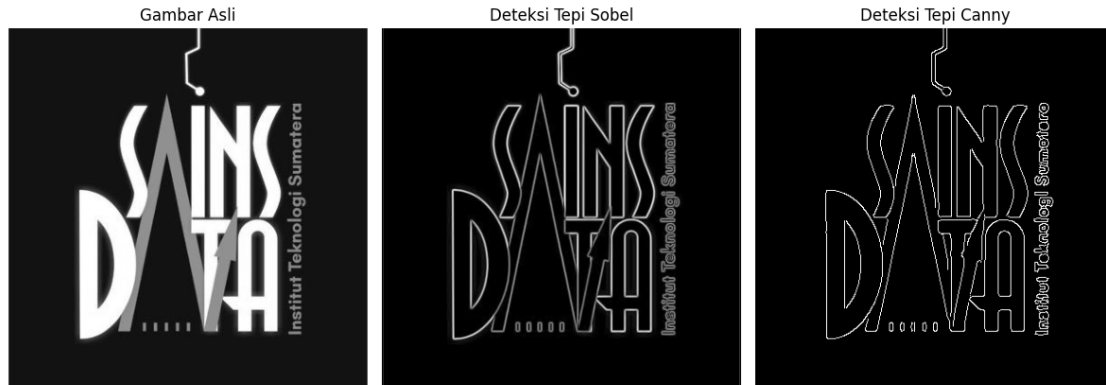 Gambar Asli
SAINS
DATA
Institut Teknologi Sumatera
Deteksi Tepi Sobel
SAINS
DATA
Institut Teknologi Sumatera
Deteksi Tepi Canny
SAINS
DATA
Institut Teknologi Sumatera